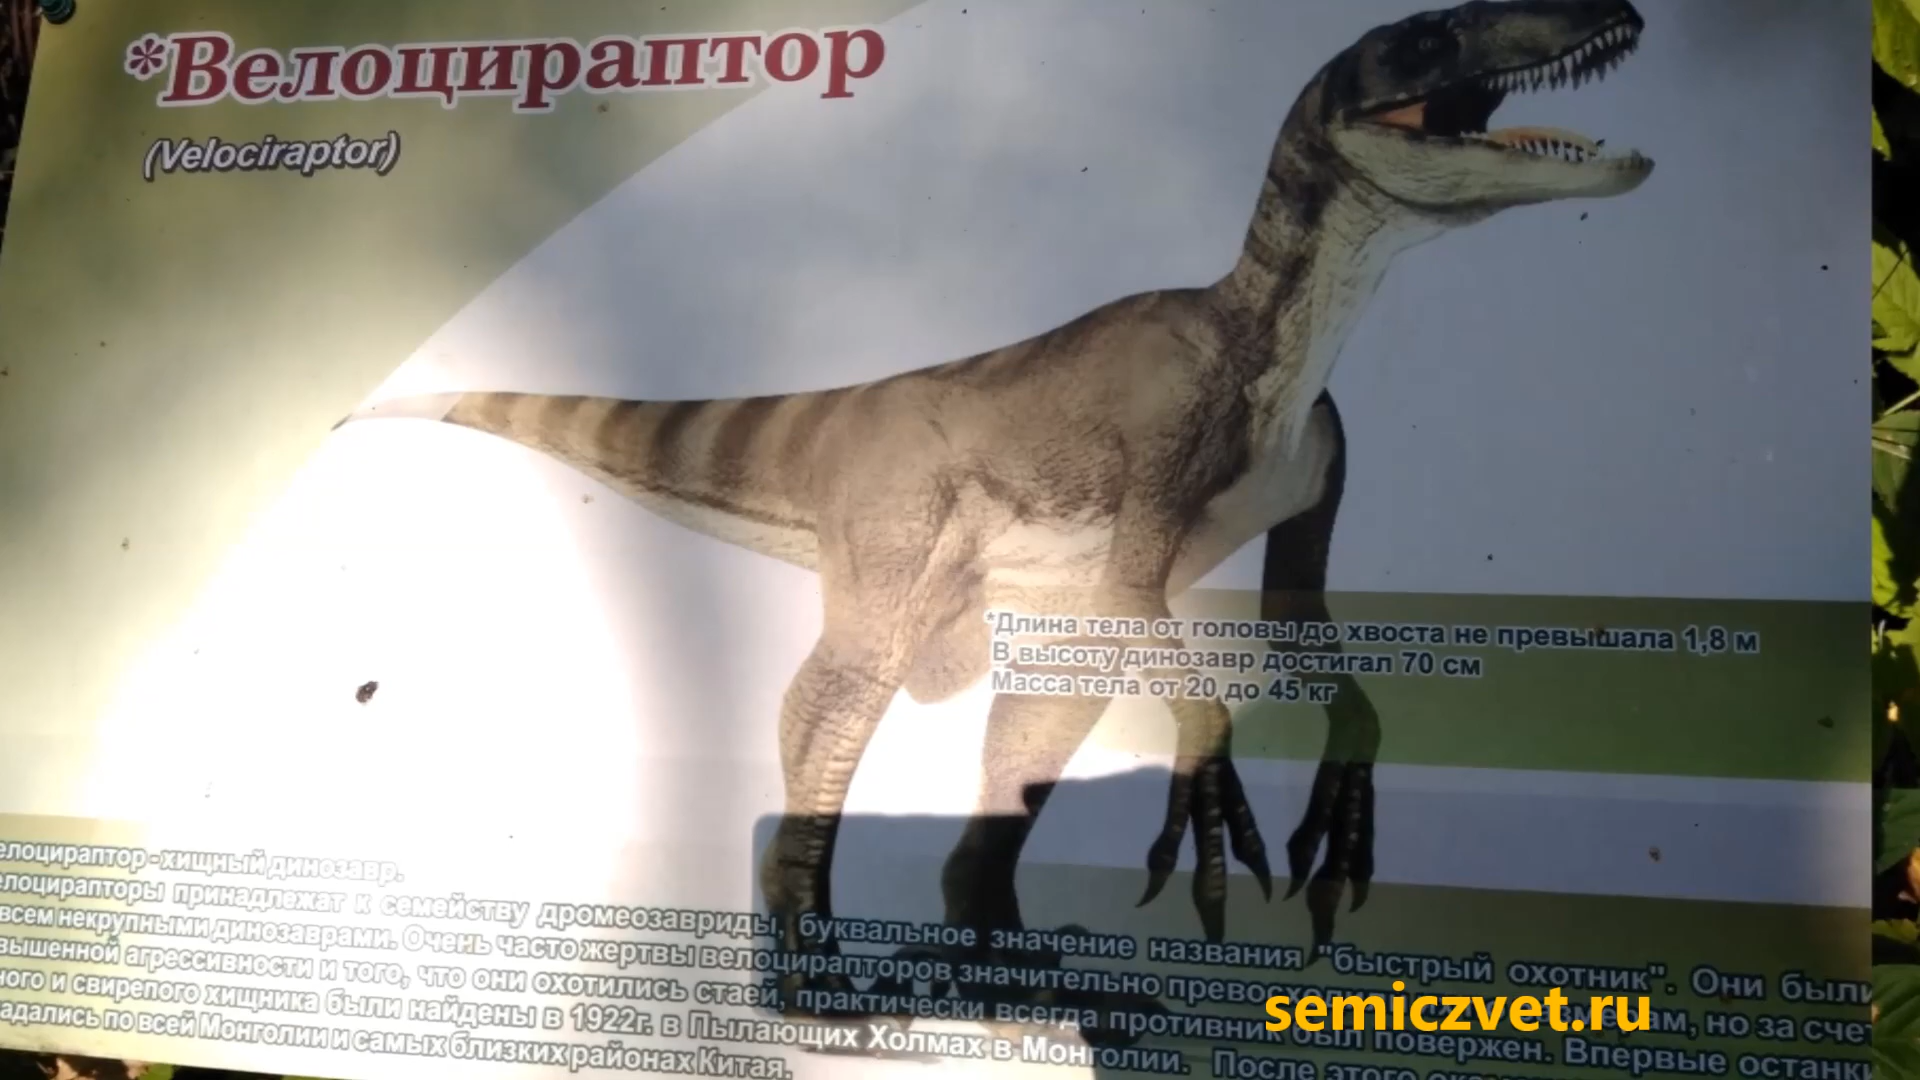 *Велоцираптор
(Velociraptor)
*Длина тела от головы до хвоста не превышала 1,8 м
В высоту динозавр достигал 70 см
Масса тела от 20 до 45 кг
елоцираптор - хищный динозавр.
елоцирапторы принадлежат к семейству дромеозавриды, буквальное значение названия "быстрый охотник". Они были
всем некрупными динозаврами. Очень часто жертвы велоцирапторов значительно но за счет
вышенной агрессивности и того, что они охотились стаей, практически всегда противник был повержен. Впервые останки
ного и свирепого хищника были найдены в 1922г. в Пылающих Холмах в Монголии. После этого
адались по всей Монголии и самых близких районах Китая.
semiczvet.ru